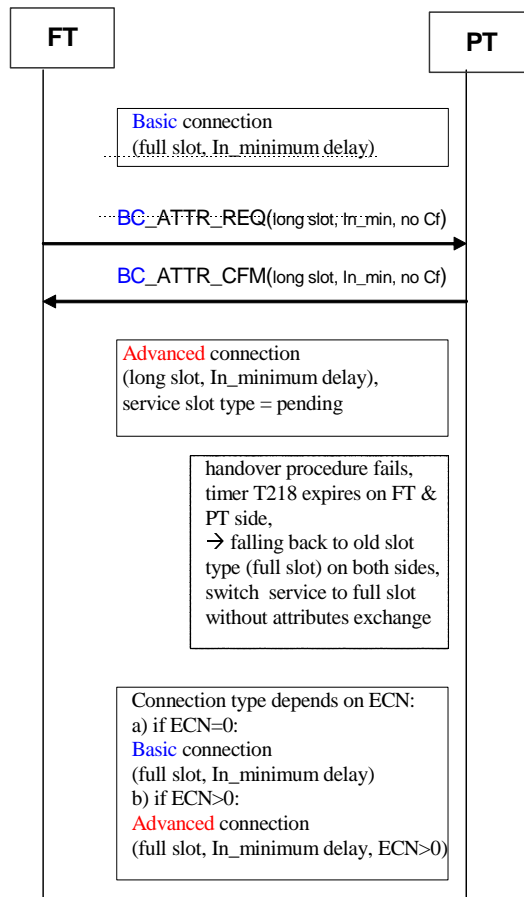 FT
PT
Basic connection
(full slot, In_minimum delay)
BC_ATTR_REQ(long slot, In_min, no Cf)
BC_ATTR_CFM(long slot, In_min, no Cf)
Advanced connection
(long slot, In_minimum delay),
service slot type = pending
handover procedure fails,
timer T218 expires on FT &
PT side,
→ falling back to old slot
type (full slot) on both sides,
switch service to full slot
without attributes exchange
Connection type depends on ECN:
a) if ECN=0:
Basic connection
(full slot, In_minimum delay)
b) if ECN>0:
Advanced connection
(full slot, In_minimum delay, ECN>0)